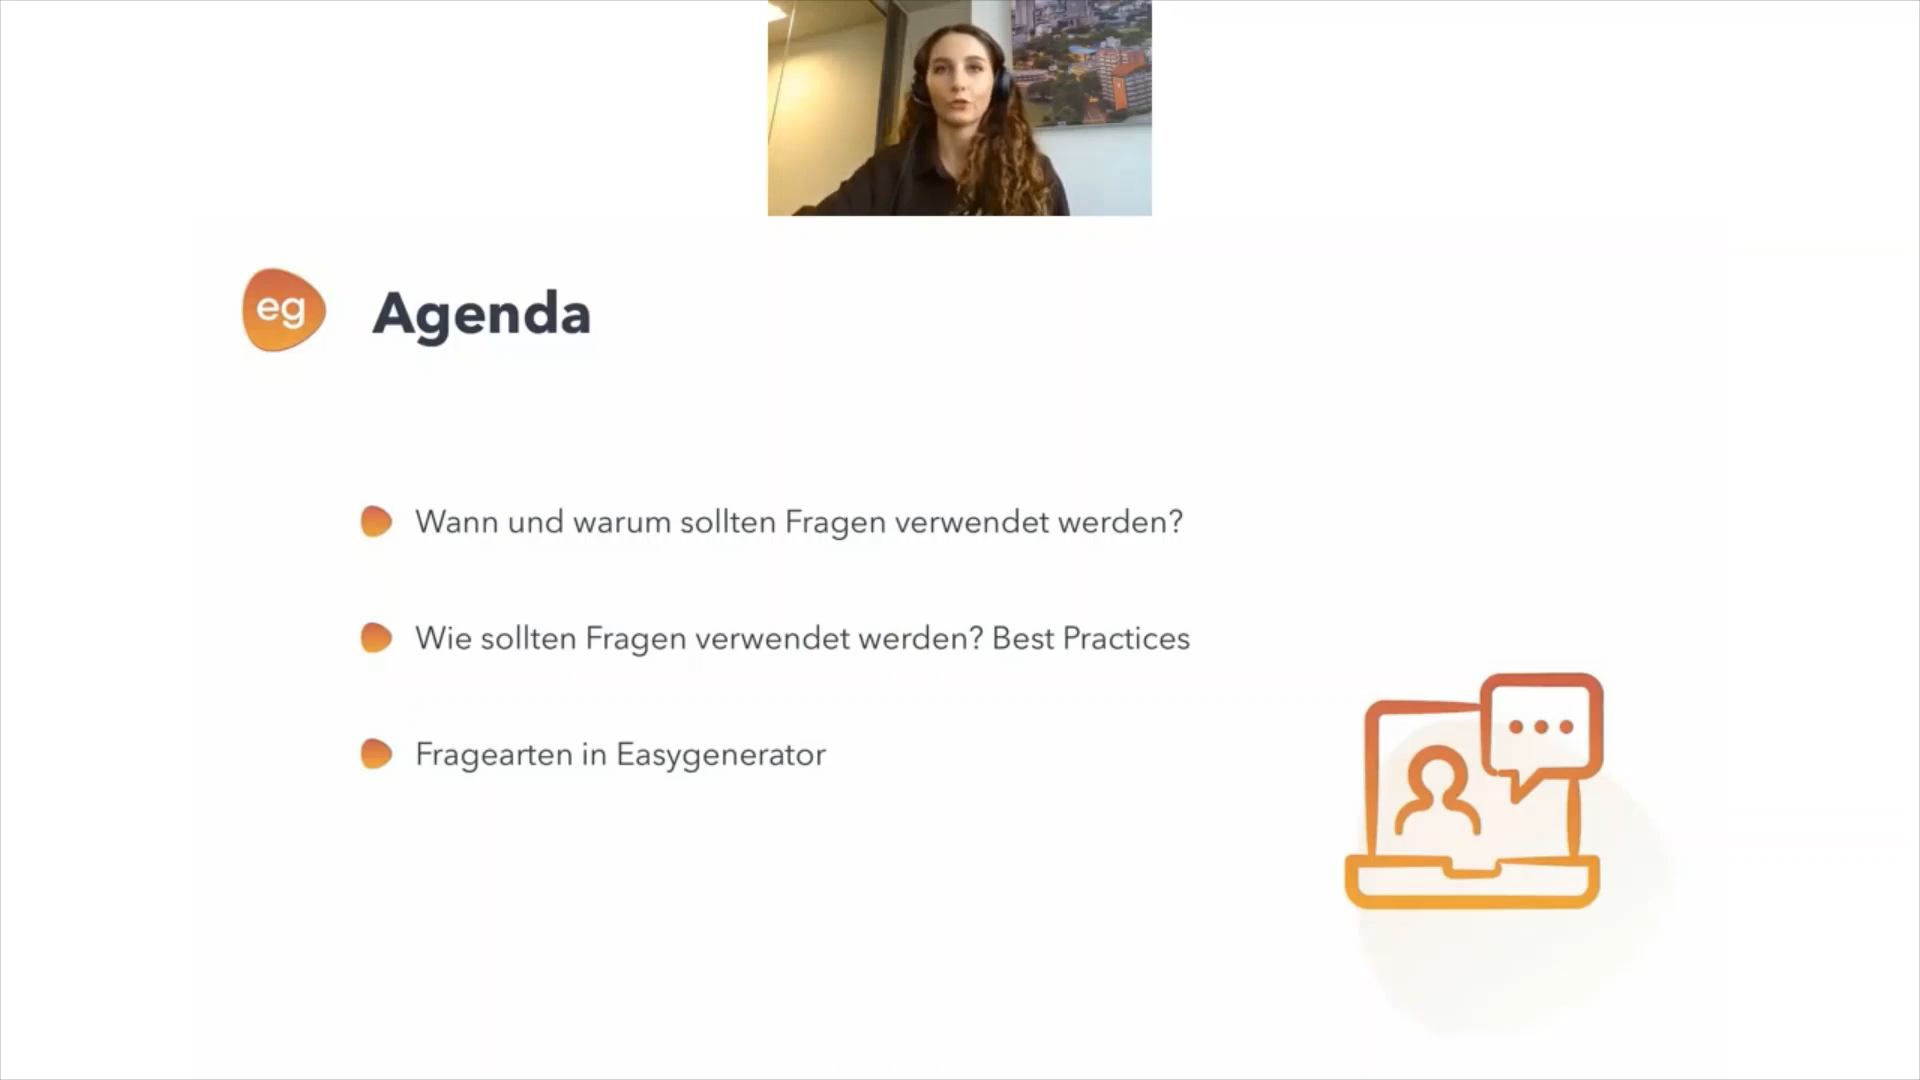 eg
Agenda
Wann und warum sollten Fragen verwendet werden?
Wie sollten Fragen verwendet werden? Best Practices
Fragearten in Easygenerator